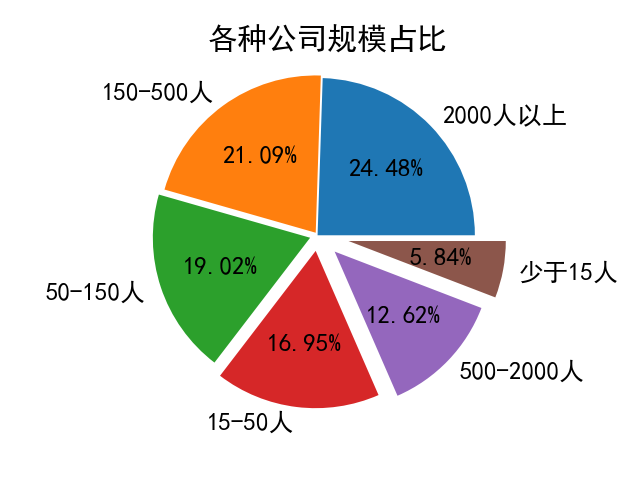 各种公司规模占比
150-500人
2000人以上
21.09%
24.48%
19.02%
5.84%
少于15人
50-150人
12.62%
16.95%
500-2000人
15-50人